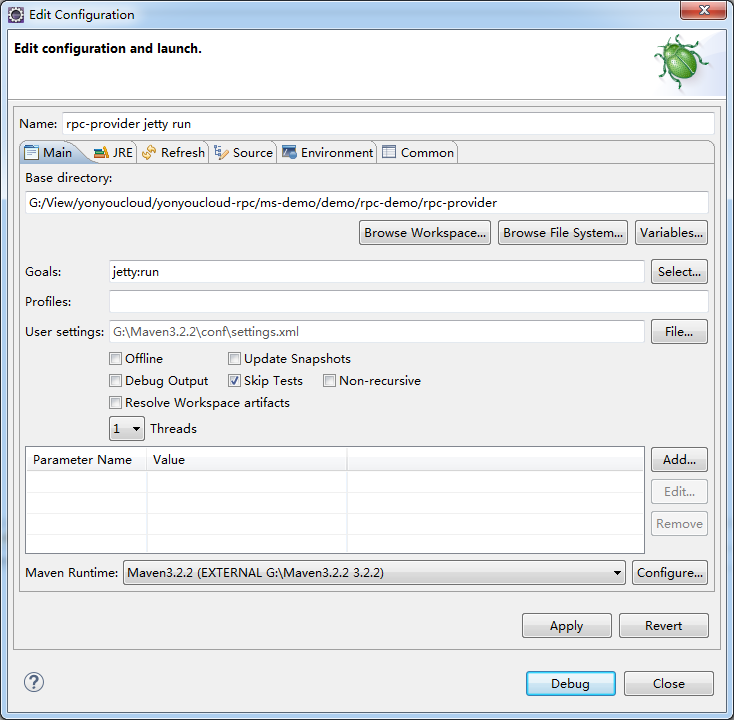 Edit Configuration
Edit configuration and launch.
Name: rpc-provider jetty run
Main JRE Refresh Source Environment Common
Base directory:
G:/View/yonyoucloud/yonyoucloud-rpc/ms-demo/demo/rpc-demo/rpc-provider
Browse Workspace... Browse File System... Variables...
Goals: jetty:run Select...
Profiles:
User settings: G:\Maven3.2.2\conf\settings.xml File...
Offline Update Snapshots
Debug Output Skip Tests Non-recursive
Resolve Workspace artifacts
1 Threads
Parameter Name Value Add...
Edit...
Remove
Maven Runtime: Maven3.2.2 (EXTERNAL G:\Maven3.2.2 3.2.2) Configure...
Apply Revert
? Debug Close